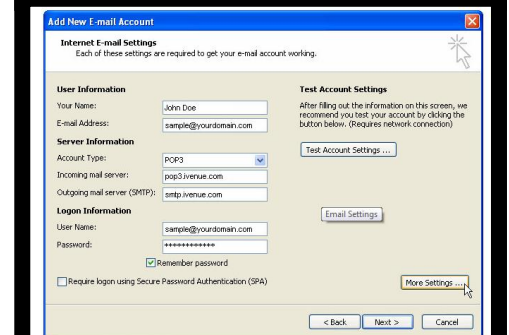 Add New E-mail Account
Internet E-mail Settings
Each of these settings are required to get your e-mail account working.
User Information
Your Name: John Doe
E-mail Address: sample@yourdomain.com
Server Information
Account Type: POP3
Incoming mail server: pop3.ivenue.com
Outgoing mail server (SMTP): smtp.ivenue.com
Logon Information
User Name: sample@yourdomain.com
Password: ************
Remember password
Require logon using Secure Password Authentication (SPA)
Test Account Settings
After filling out the information on this screen, we
recommend you test your account by clicking the
button below. (Requires network connection)
Test Account Settings ...
Email Settings
More Settings ...
< Back
Next >
Cancel